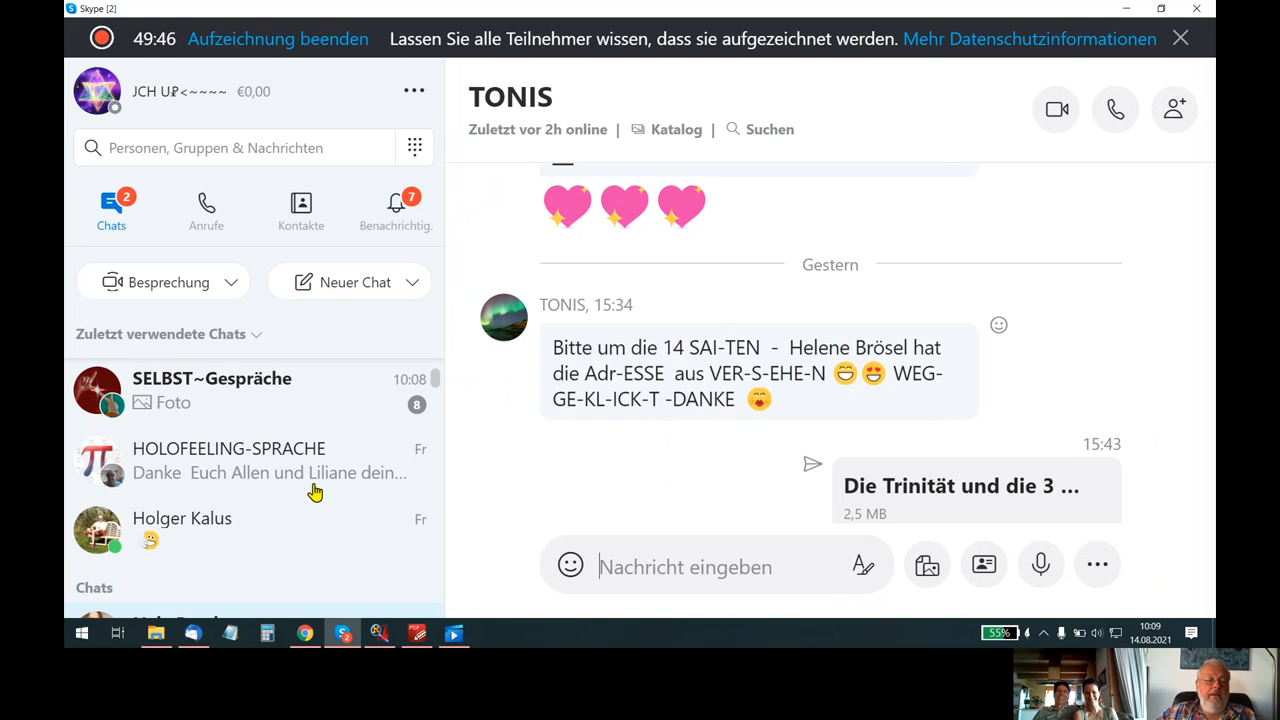 Skype [2]
49:46 Aufzeichnung beenden Lassen Sie alle Teilnehmer wissen, dass sie aufgezeichnet werden. Mehr Datenschutzinformationen
JCH U₽<~~~~ €0,00
Personen, Gruppen & Nachrichten
2
7
Chats Anrufe Kontakte Benachrichtig.
Besprechung Neuer Chat
Zuletzt verwendete Chats
SELBST~Gespräche 10:08
Foto 8
HOLOFEELING-SPRACHE Fr
Danke Euch Allen und Liliane dein...
Holger Kalus Fr
Chats
TONIS
Zuletzt vor 2h online | Katalog | Suchen
Gestern
TONIS, 15:34
Bitte um die 14 SAI-TEN - Helene Brösel hat
die Adr-ESSE aus VER-S-EHE-N 😁 😍 WEG-
GE-KL-ICK-T -DANKE 😗
15:43
Die Trinität und die 3 ...
2,5 MB
Nachricht eingeben
55%
10:09
14.08.2021